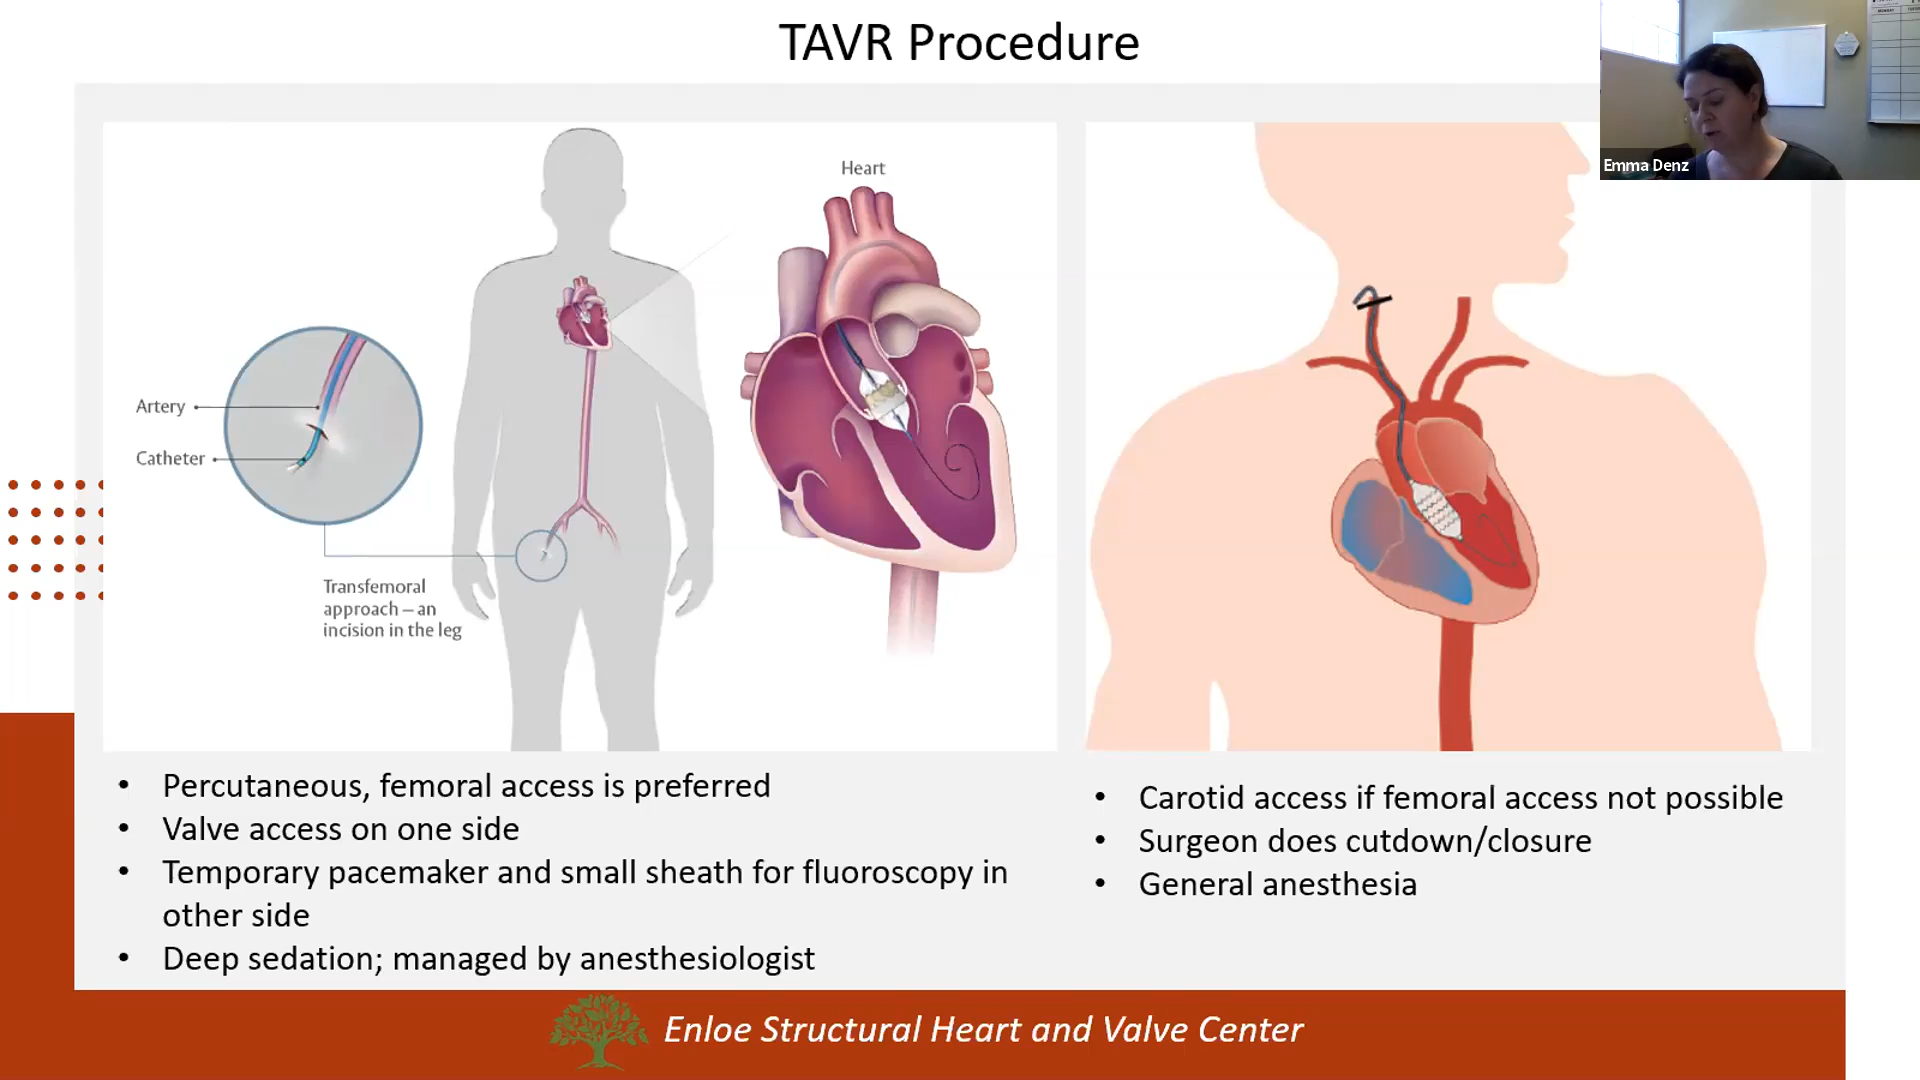 TAVR Procedure
Emma Denz
Heart
Artery
Catheter
Transfemoral
approach – an
incision in the leg
• Percutaneous, femoral access is preferred
• Valve access on one side
• Temporary pacemaker and small sheath for fluoroscopy in
other side
• Deep sedation; managed by anesthesiologist
• Carotid access if femoral access not possible
• Surgeon does cutdown/closure
• General anesthesia
Enloe Structural Heart and Valve Center